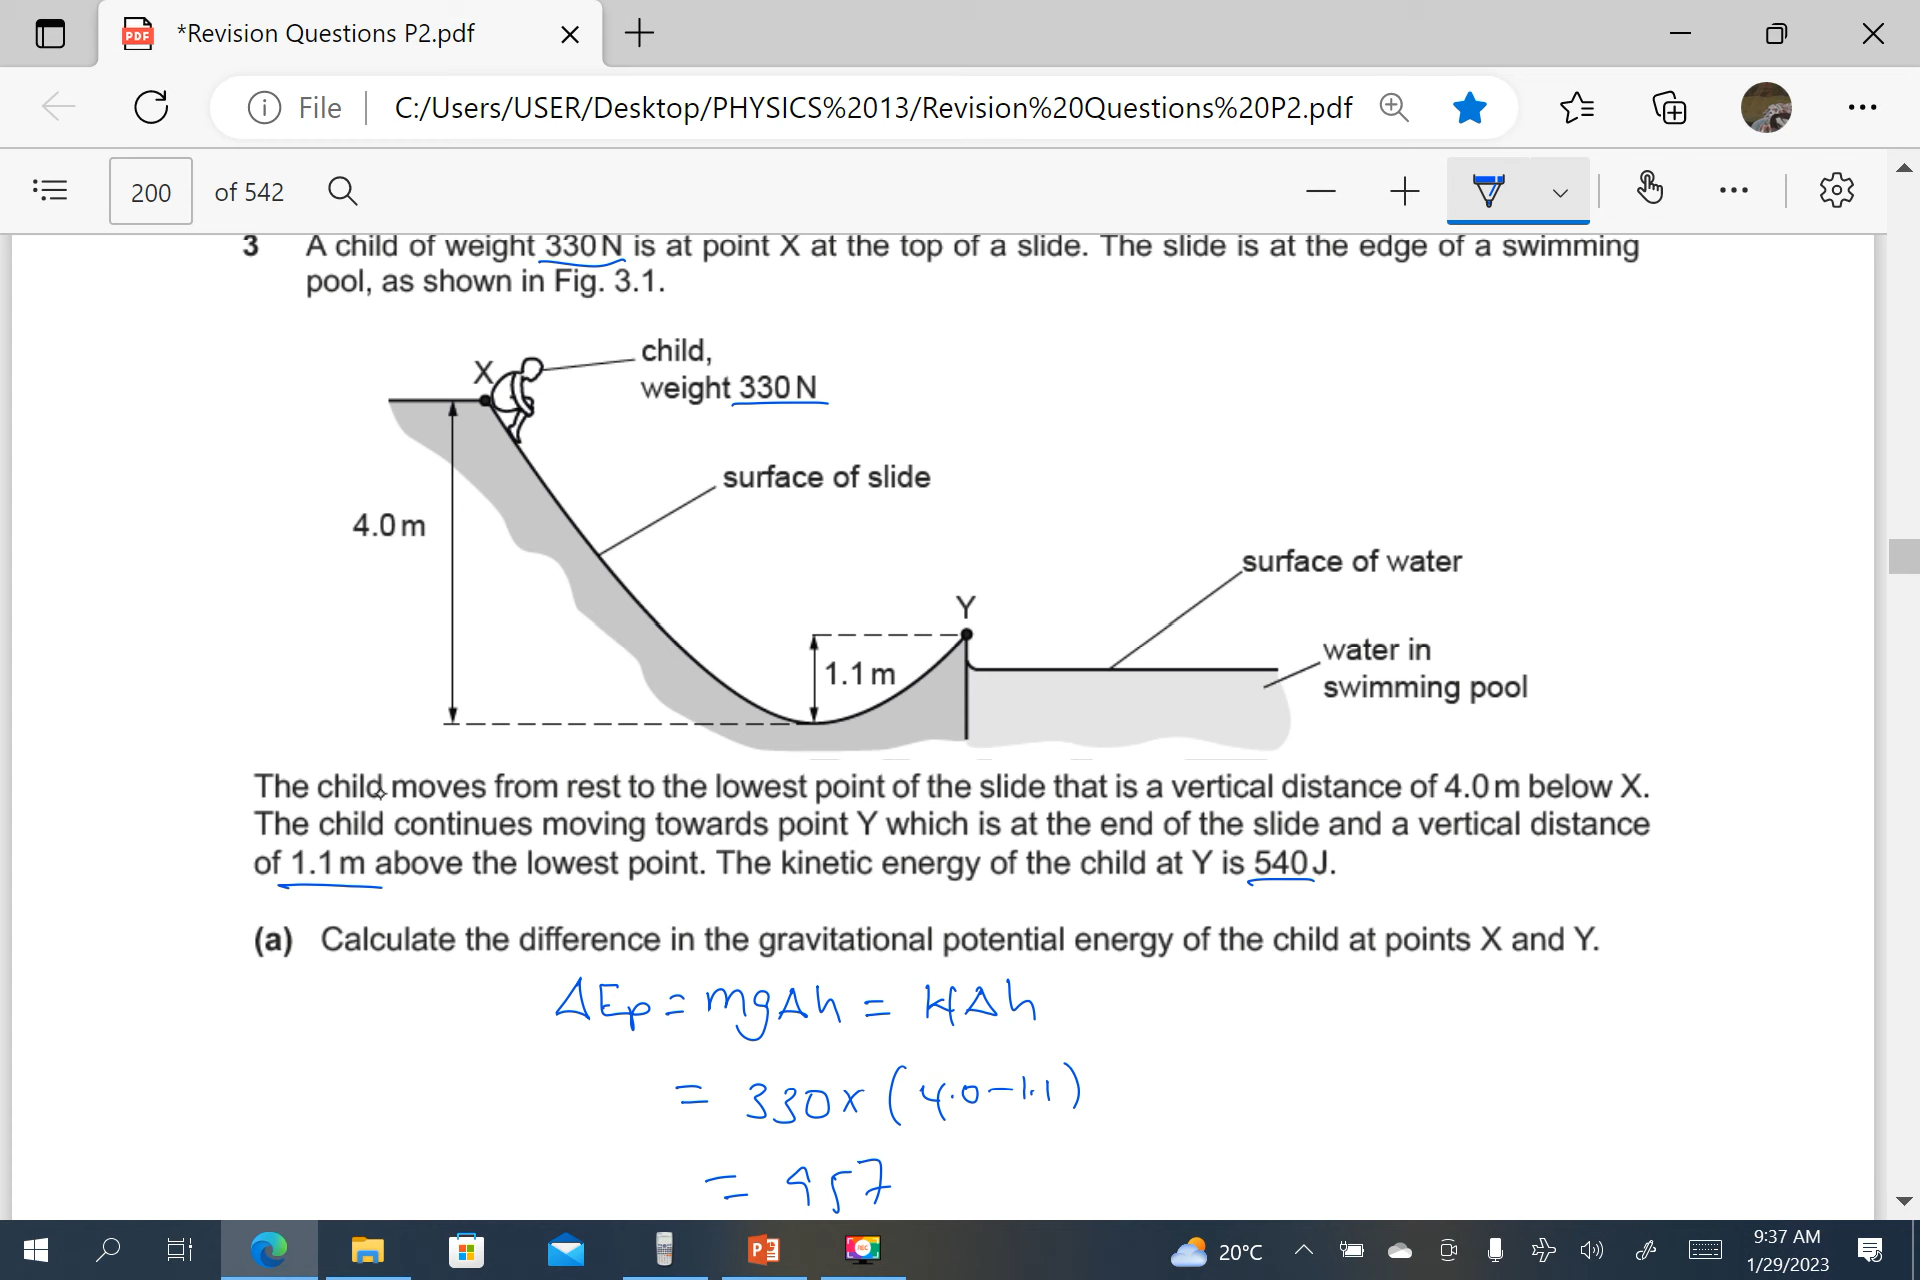 *Revision Questions P2.pdf
File
C:/Users/USER/Desktop/PHYSICS%2013/Revision%20Questions%20P2.pdf
200 of 542
3 A child of weight 330 N is at point X at the top of a slide. The slide is at the edge of a swimming
pool, as shown in Fig. 3.1.
child,
X
weight 330 N
surface of slide
4.0 m
surface of water
Y
water in
1.1 m
swimming pool
The child moves from rest to the lowest point of the slide that is a vertical distance of 4.0 m below X.
The child continues moving towards point Y which is at the end of the slide and a vertical distance
of 1.1 m above the lowest point. The kinetic energy of the child at Y is 540 J.
(a) Calculate the difference in the gravitational potential energy of the child at points X and Y.
ΔEp = mgΔh = WΔh
= 330 x (4.0 - 1.1)
= 957
20°C
9:37 AM
1/29/2023